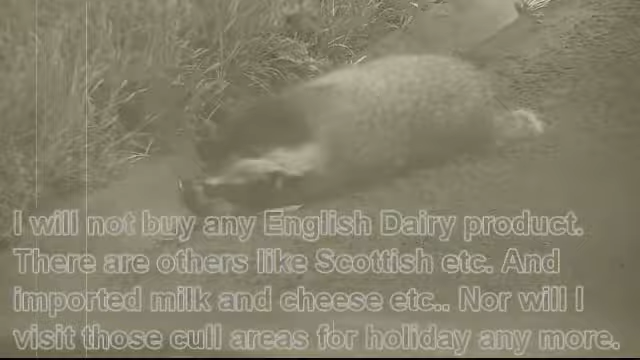 I will not buy any English Dairy product.
There are others like Scottish etc. And
imported milk and cheese etc.. Nor will I
visit those cull areas for holiday any more.